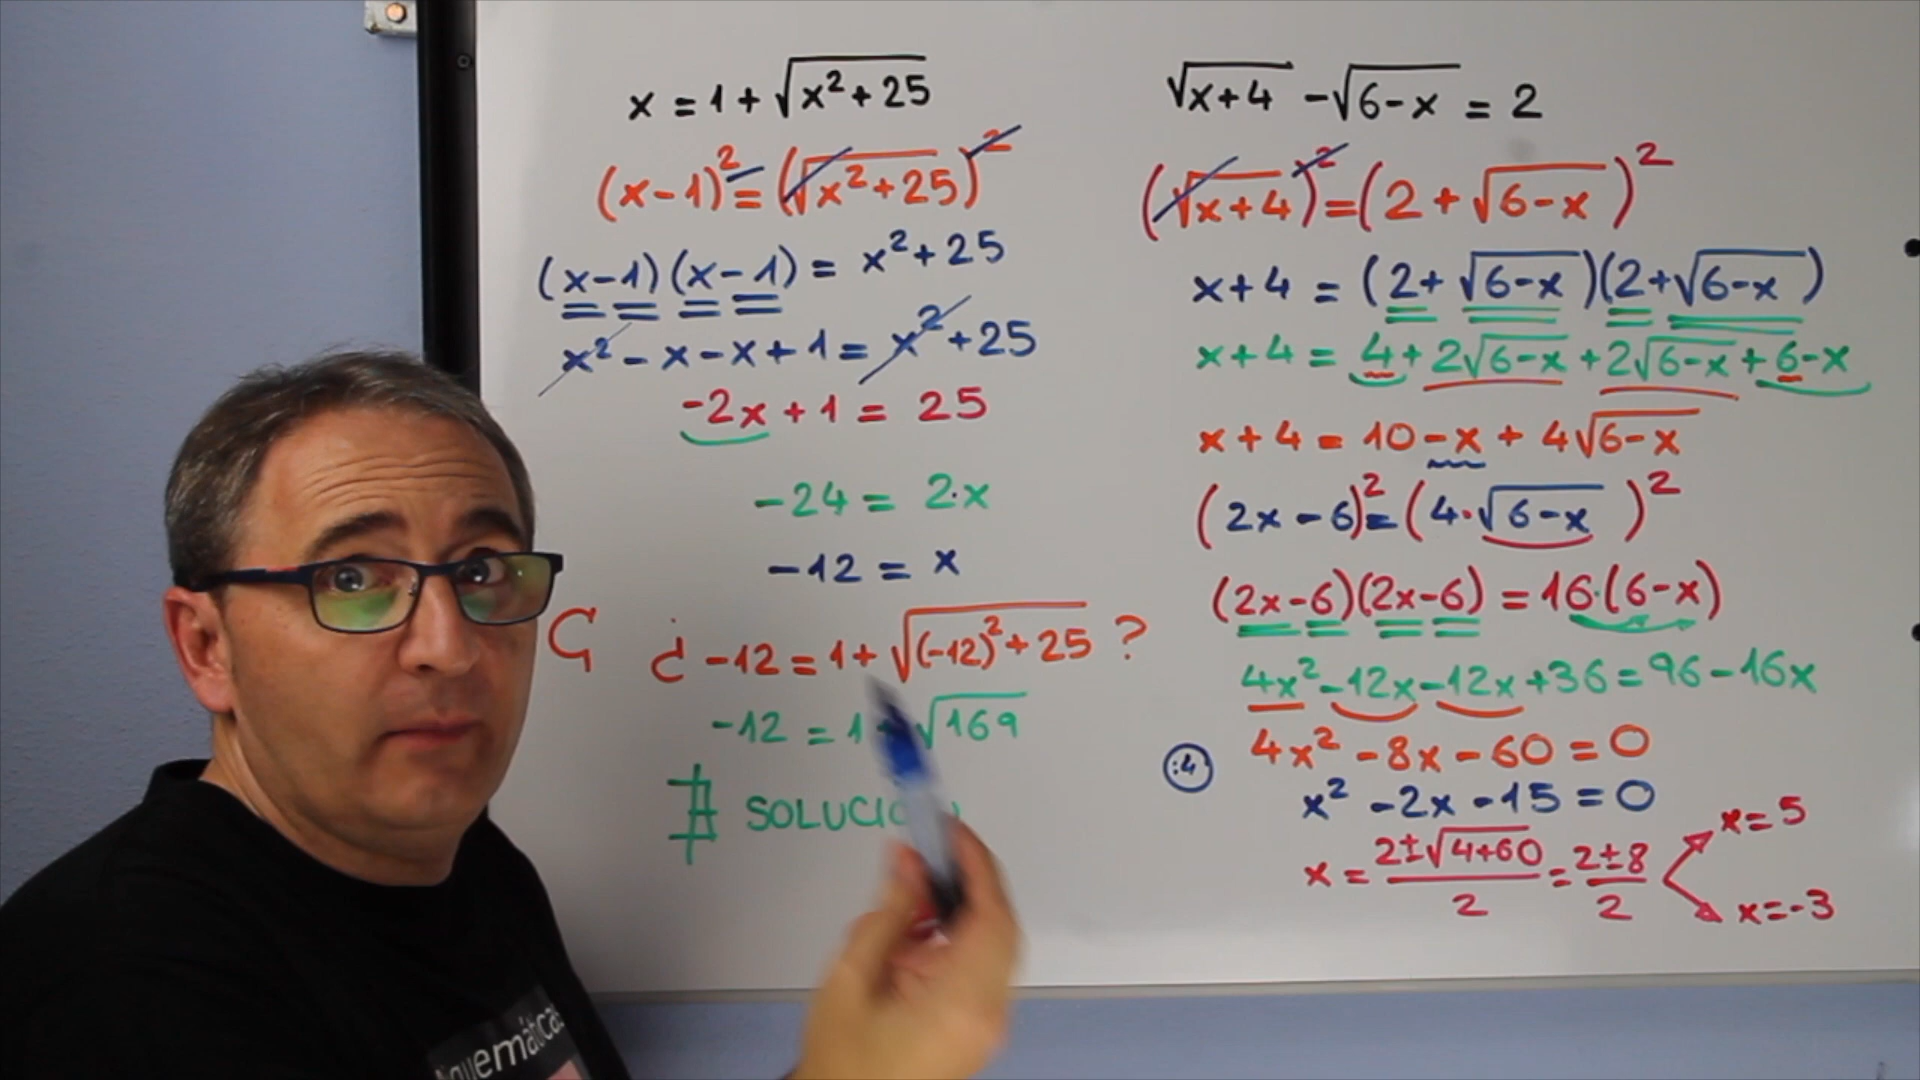 x = 1 + √(x² + 25)
(x - 1)² = (√(x² + 25))²
(x - 1)(x - 1) = x² + 25
x² - x - x + 1 = x² + 25
-2x + 1 = 25
-24 = 2·x
-12 = x
C ¿ -12 = 1 + √((-12)² + 25) ?
-12 = 1 + √169
∄ SOLUCIÓ
√(x+4) - √(6-x) = 2
(√(x+4))² = (2 + √(6-x))²
x + 4 = (2 + √(6-x))(2 + √(6-x))
x + 4 = 4 + 2√(6-x) + 2√(6-x) + 6 - x
x + 4 = 10 - x + 4√(6-x)
(2x - 6)² = (4·√(6-x))²
(2x - 6)(2x - 6) = 16·(6-x)
4x² - 12x - 12x + 36 = 96 - 16x
4x² - 8x - 60 = 0
:4 x² - 2x - 15 = 0
x = (2 ± √(4+60))/2 = (2 ± 8)/2
x = 5
x = -3